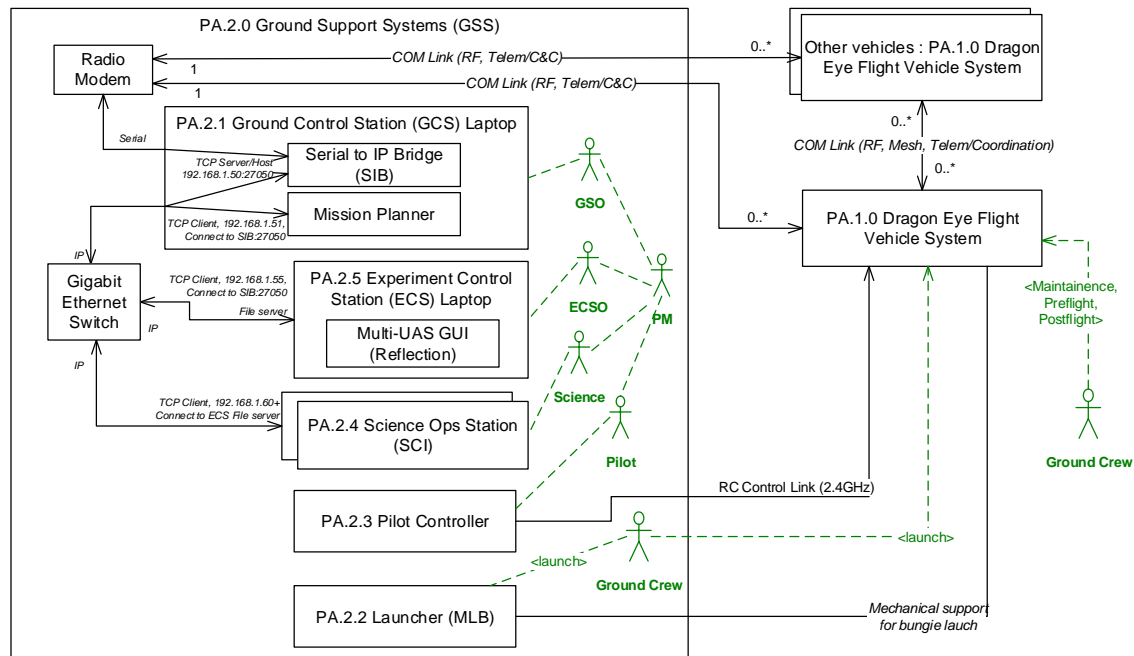 PA.2.0 Ground Support Systems (GSS)
Radio
Modem
COM Link (RF, Telem/C&C)
1
0..*
Other vehicles : PA.1.0 Dragon
Eye Flight Vehicle System
COM Link (RF, Telem/C&C)
1
0..*
COM Link (RF, Mesh, Telem/Coordination)
0..*
0..*
PA.1.0 Dragon Eye Flight
Vehicle System
Serial
PA.2.1 Ground Control Station (GCS) Laptop
TCP Server/Host
192.168.1.50:27050
Serial to IP Bridge
(SIB)
Mission Planner
TCP Client, 192.168.1.51,
Connect to SIB:27050
GSO
IP
Gigabit
Ethernet
Switch
TCP Client, 192.168.1.55,
Connect to SIB:27050
File server
IP
IP
PA.2.5 Experiment Control
Station (ECS) Laptop
Multi-UAS GUI
(Reflection)
ECSO
PM
Science
<Maintainence,
Preflight,
Postflight>
TCP Client, 192.168.1.60+
Connect to ECS File server
PA.2.4 Science Ops Station
(SCI)
Pilot
Ground Crew
PA.2.3 Pilot Controller
RC Control Link (2.4GHz)
<launch>
Ground Crew
<launch>
PA.2.2 Launcher (MLB)
Mechanical support
for bungie lauch